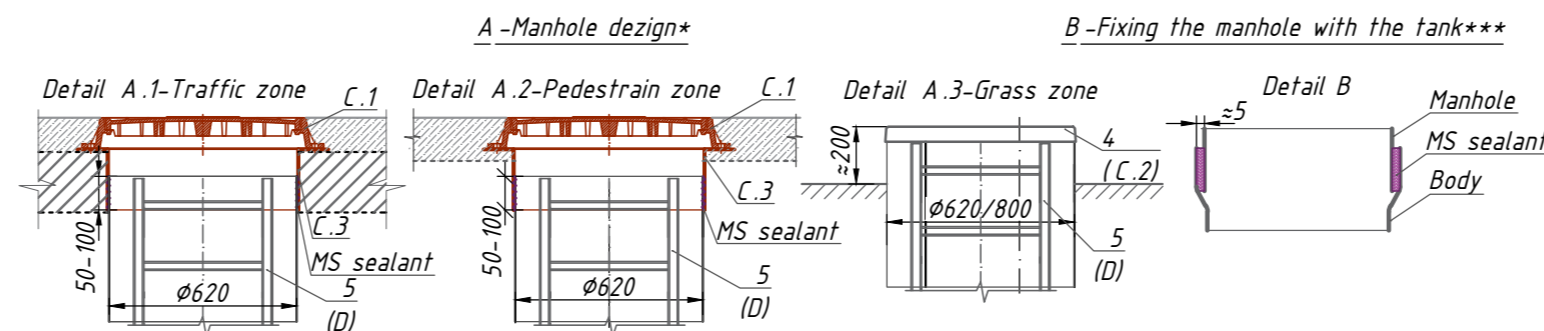 A -Manhole dezign*
B -Fixing the manhole with the tank***
Detail A.1-Traffic zone
C.1
C.3
MS sealant
50-100
Ø620
5
(D)
Detail A.2-Pedestrain zone
C.1
C.3
MS sealant
50-100
Ø620
5
(D)
Detail A.3-Grass zone
≈200
4
(C.2)
Ø620/800
5
(D)
Detail B
≈5
Manhole
MS sealant
Body